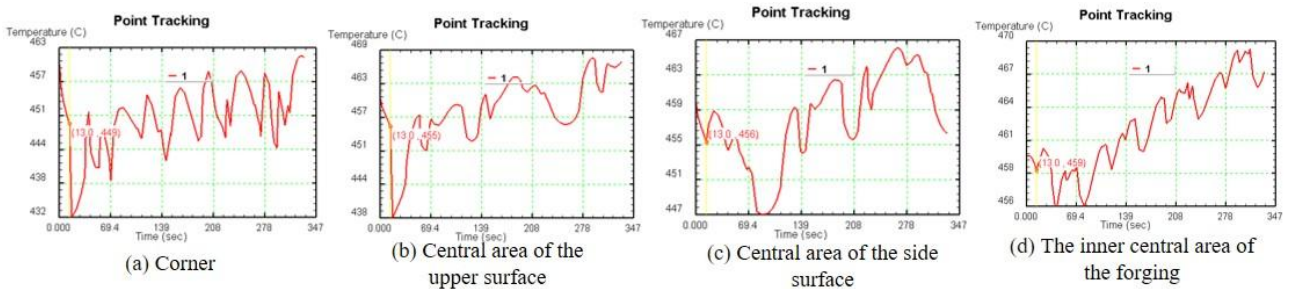 Point Tracking
Temperature (C)
463
457
451
444
438
432
1
(13.0 , 449)
0.000 69.4 139 208 278 347
Time (sec)
(a) Corner
Point Tracking
Temperature (C)
469
463
457
451
444
438
1
(13.0 , 455)
0.000 69.4 139 208 278 347
Time (sec)
(b) Central area of the
upper surface
Point Tracking
Temperature (C)
467
463
459
455
451
447
1
(13.0 , 456)
0.000 69.4 139 208 278 347
Time (sec)
(c) Central area of the side
surface
Point Tracking
Temperature (C)
470
467
464
461
458
456
1
(13.0 , 459)
0.000 69.4 139 208 278 347
Time (sec)
(d) The inner central area of
the forging